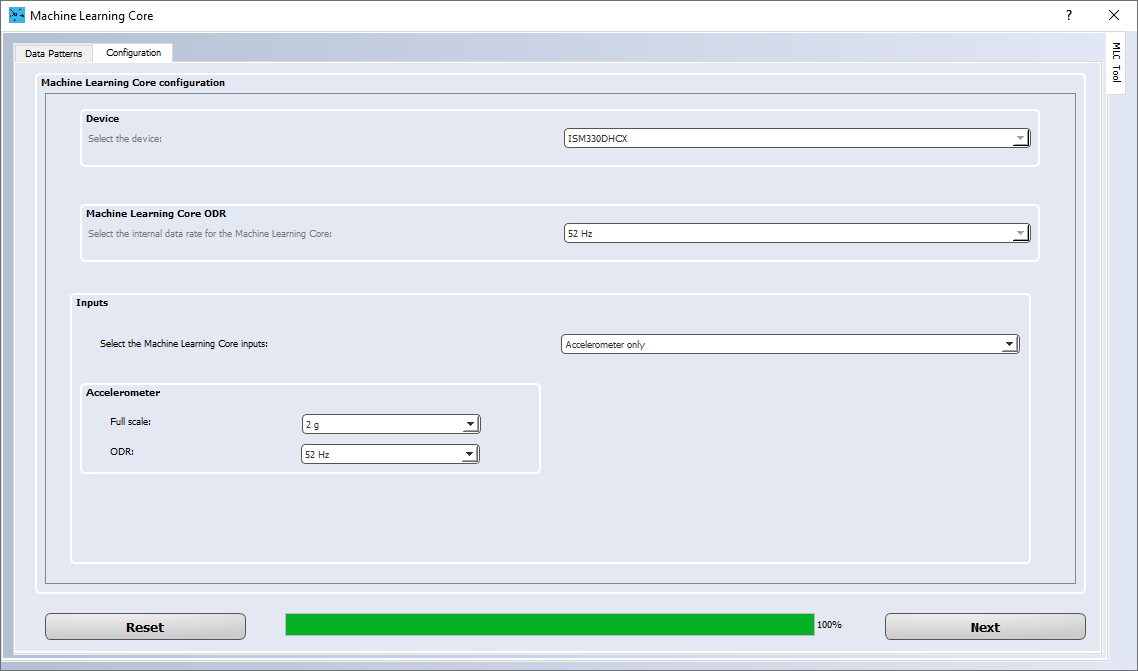 Machine Learning Core
?
Data Patterns
Configuration
MLC Tool
Machine Learning Core configuration
Device
Select the device:
ISM330DHCX
Machine Learning Core ODR
Select the internal data rate for the Machine Learning Core:
52 Hz
Inputs
Select the Machine Learning Core inputs:
Accelerometer only
Accelerometer
Full scale:
2 g
ODR:
52 Hz
Reset
100%
Next